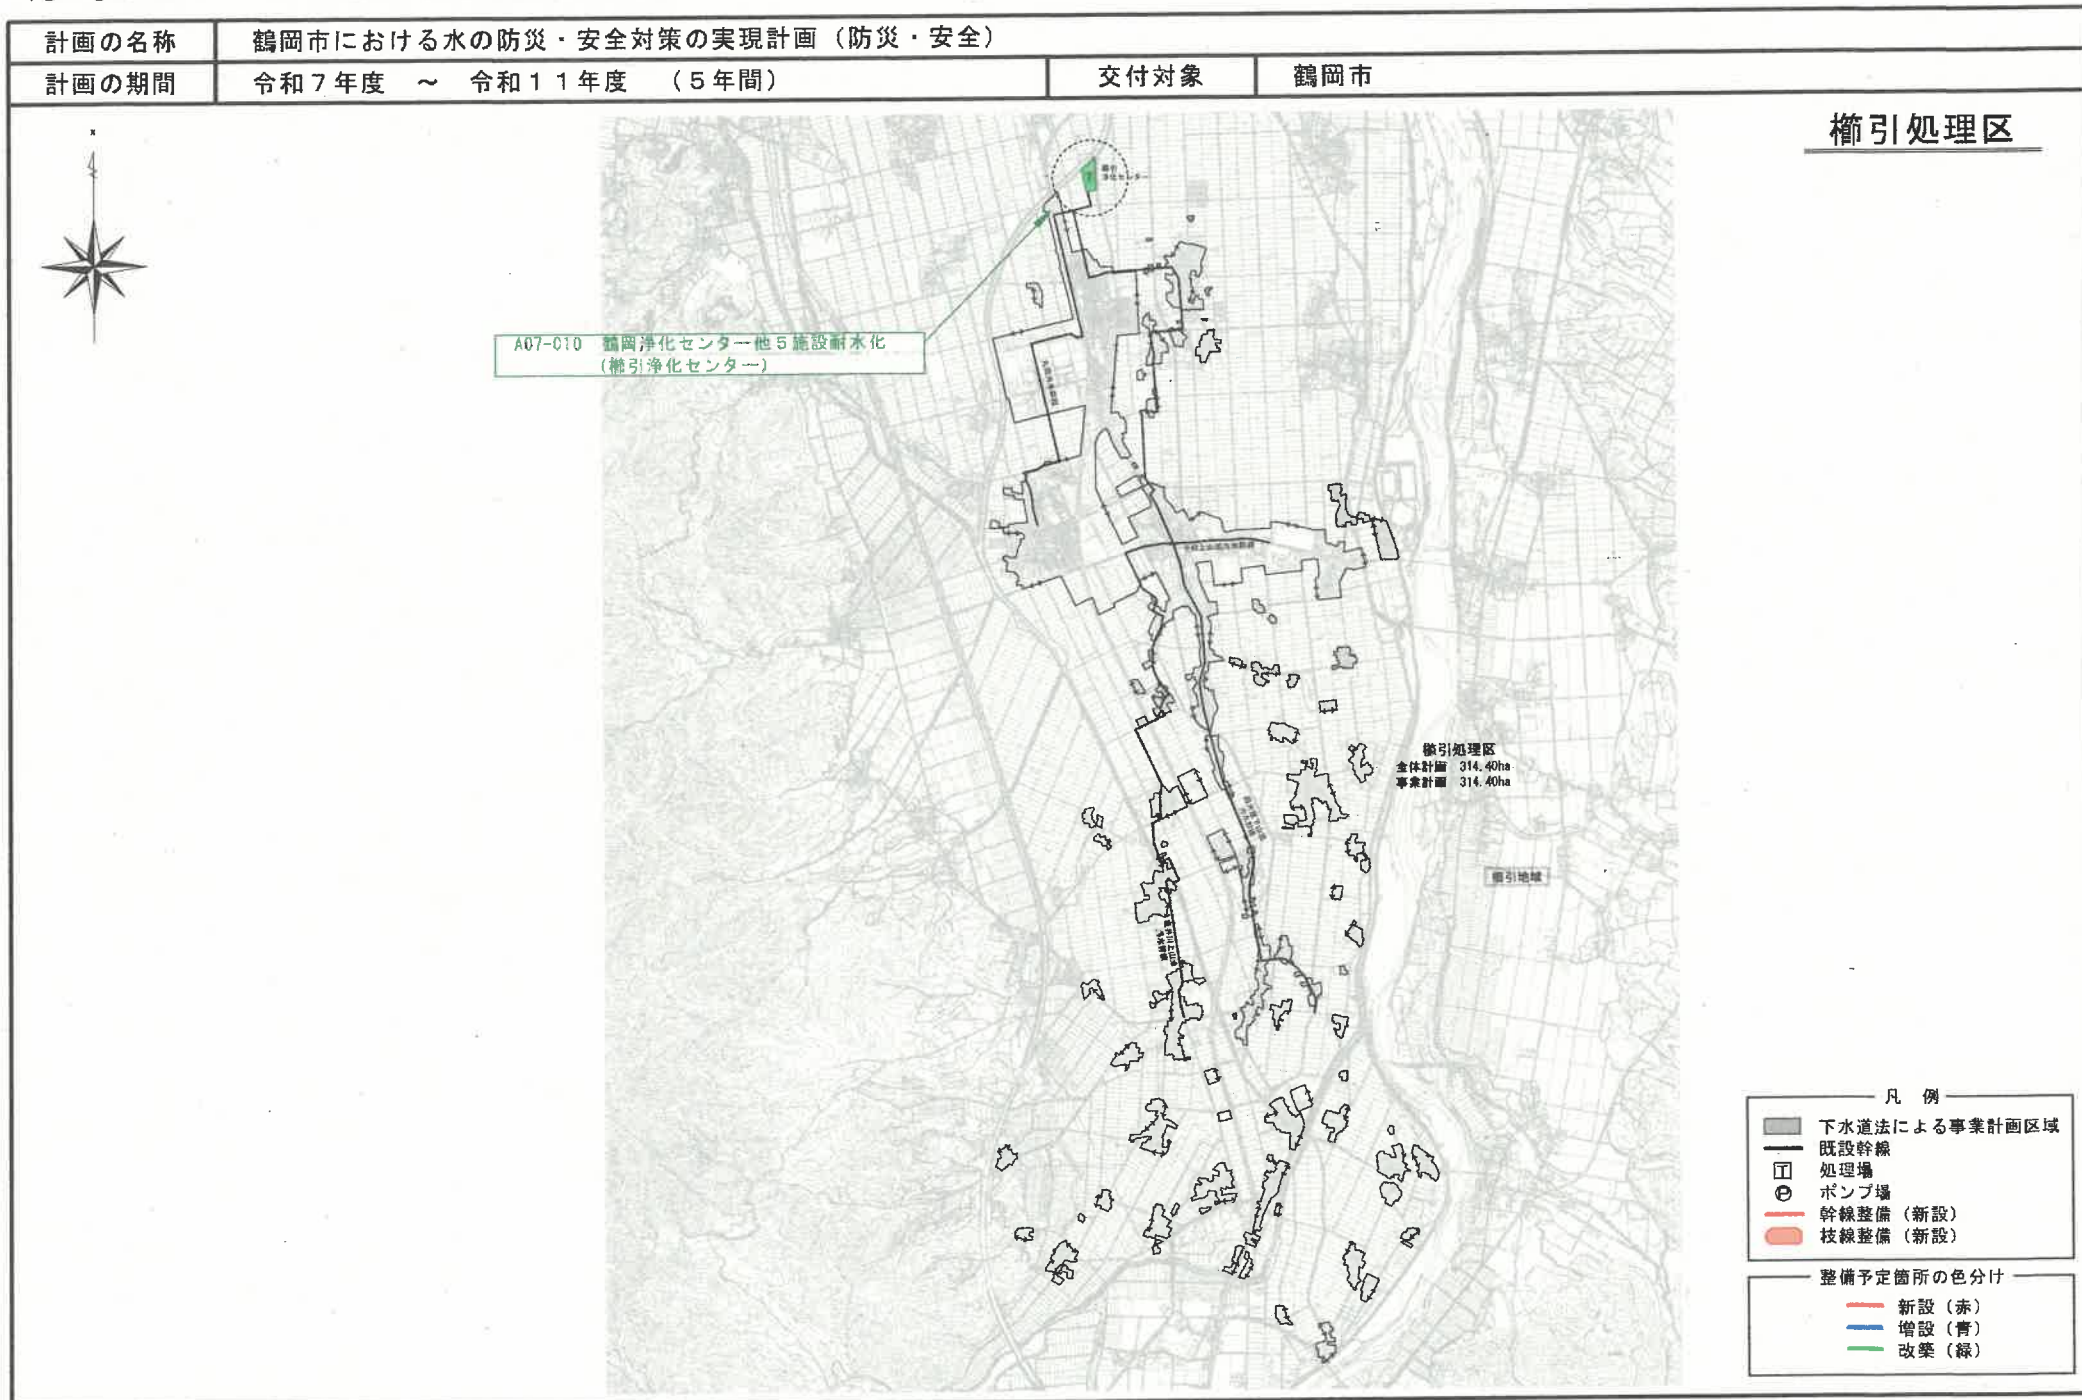 計画の名称
鶴岡市における水の防災・安全対策の実現計画（防災・安全）
計画の期間
令和７年度　～　令和１１年度　（５年間）
交付対象
鶴岡市
櫛引処理区
櫛引
浄化センター
A07-010　鶴岡浄化センター他５施設耐水化
（櫛引浄化センター）
櫛引処理区
全体計画　314.40ha
事業計画　314.40ha
櫛引地域
凡　例
下水道法による事業計画区域
既設幹線
T　処理場
P　ポンプ場
幹線整備（新設）
枝線整備（新設）
整備予定箇所の色分け
新設（赤）
増設（青）
改築（緑）